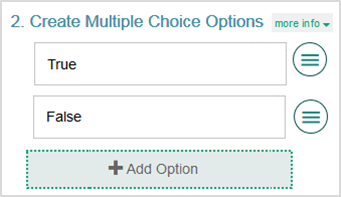 2. Create Multiple Choice Options more info
True
False
Add Option